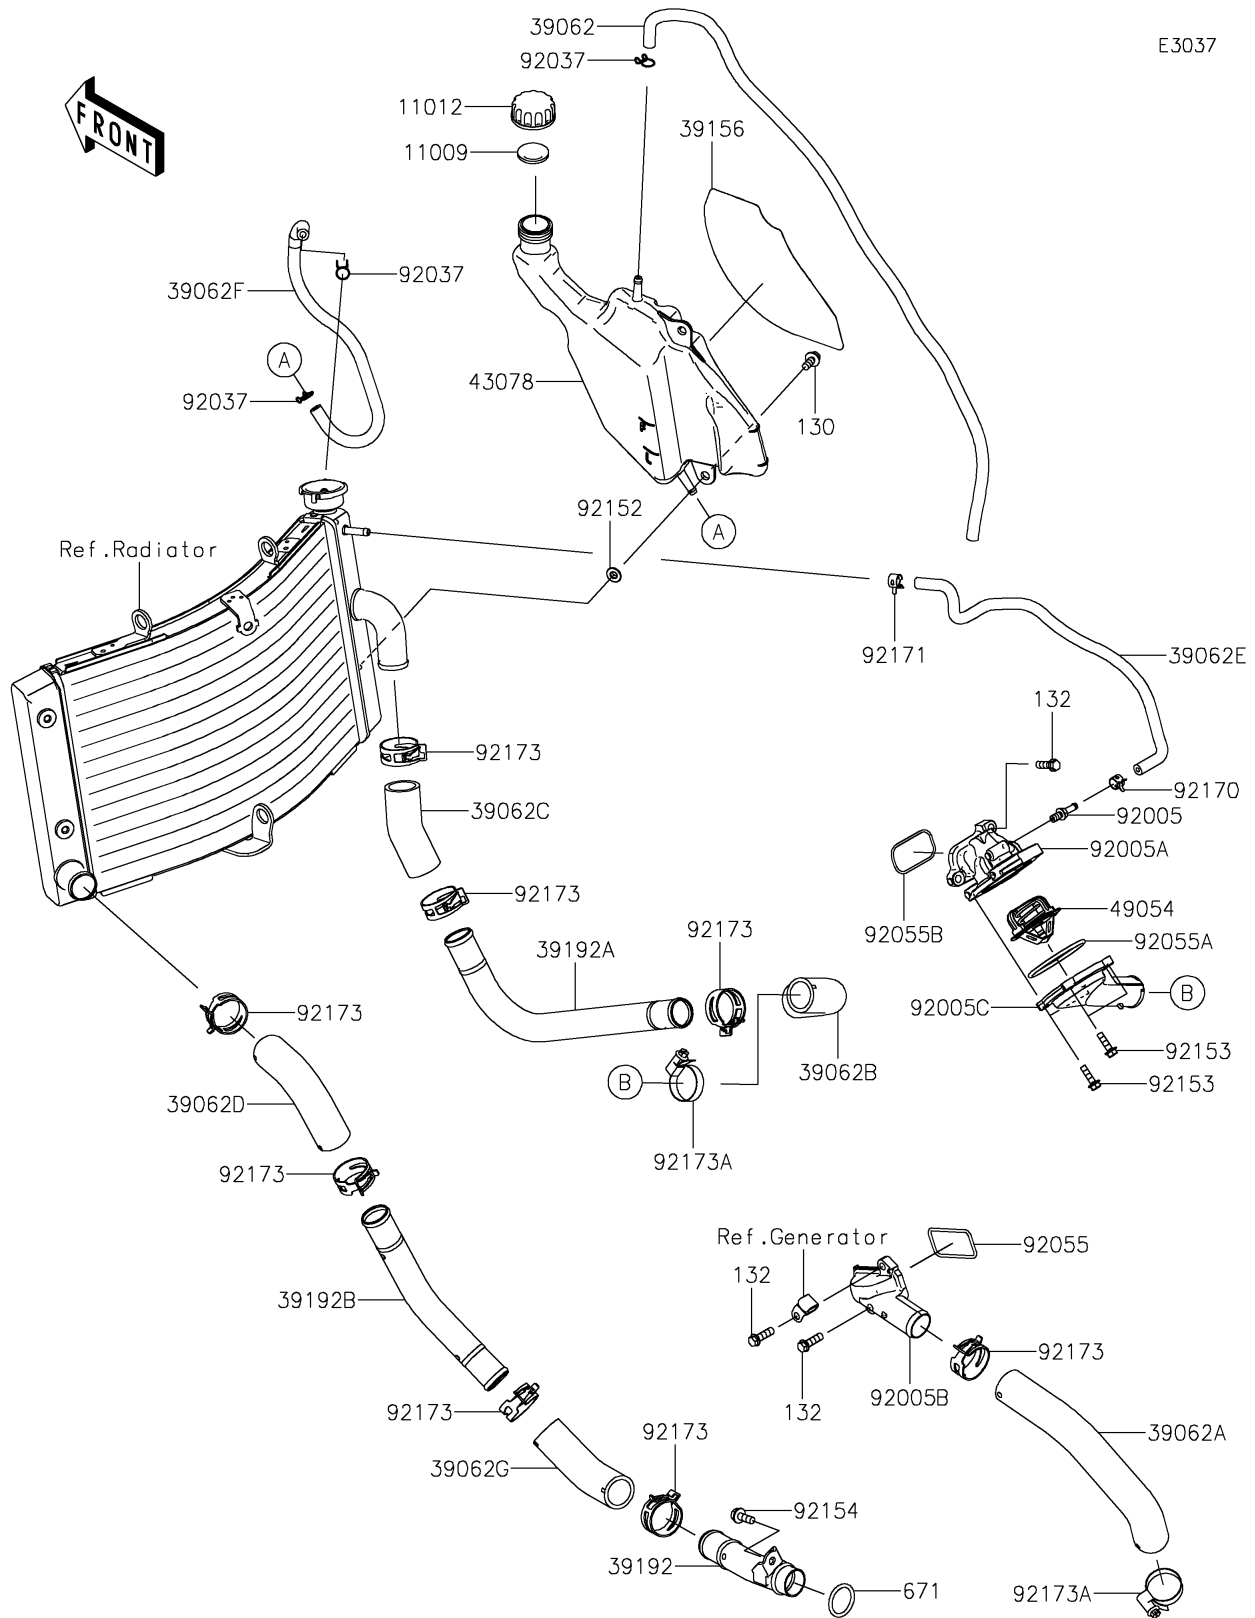 39062
E3037
92037
11012
39156
11009
FRONT
92037
39062F
A
43078
92037
130
92152
A
Ref.Radiator
92171
39062E
132
92173
92170
39062C
92005
92005A
92173
49054
92173
92055B
39192A
92055A
B
92005C
92173
92153
39062B
B
92153
39062D
92173A
92173
Ref.Generator
92055
132
39192B
92173
92005B
132
92173
92173
39062A
39062G
92154
39192
671
92173A